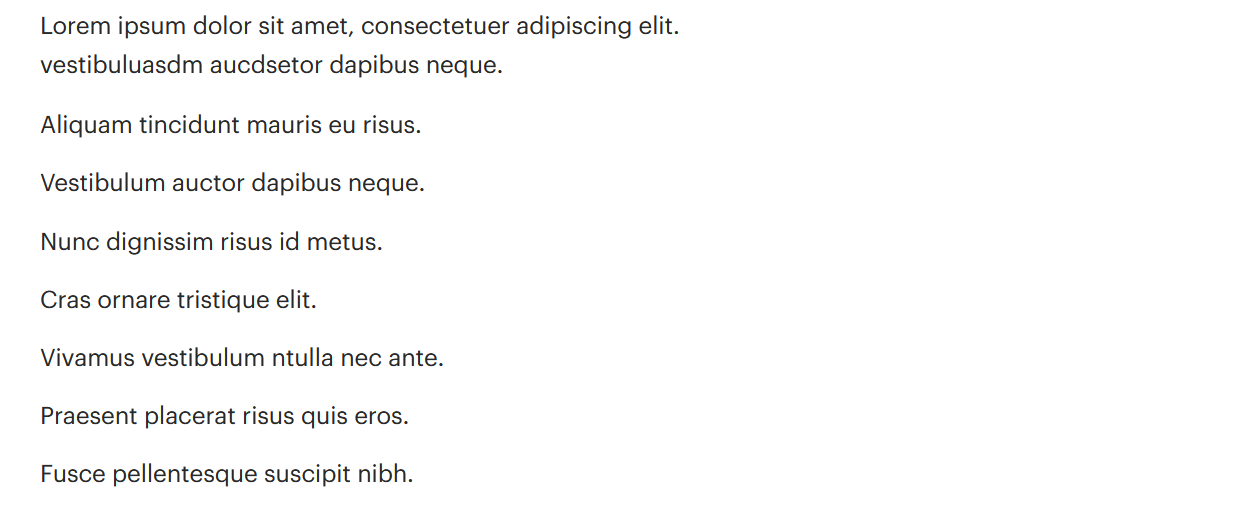 Lorem ipsum dolor sit amet, consectetuer adipiscing elit.
vestibuluasdm aucdsetor dapibus neque.
Aliquam tincidunt mauris eu risus.
Vestibulum auctor dapibus neque.
Nunc dignissim risus id metus.
Cras ornare tristique elit.
Vivamus vestibulum ntulla nec ante.
Praesent placerat risus quis eros.
Fusce pellentesque suscipit nibh.